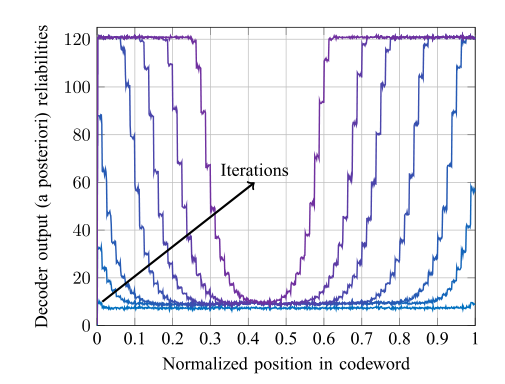 Decoder output (a posteriori) reliabilities
120
100
80
60
40
20
0
Iterations
0 0.1 0.2 0.3 0.4 0.5 0.6 0.7 0.8 0.9 1
Normalized position in codeword